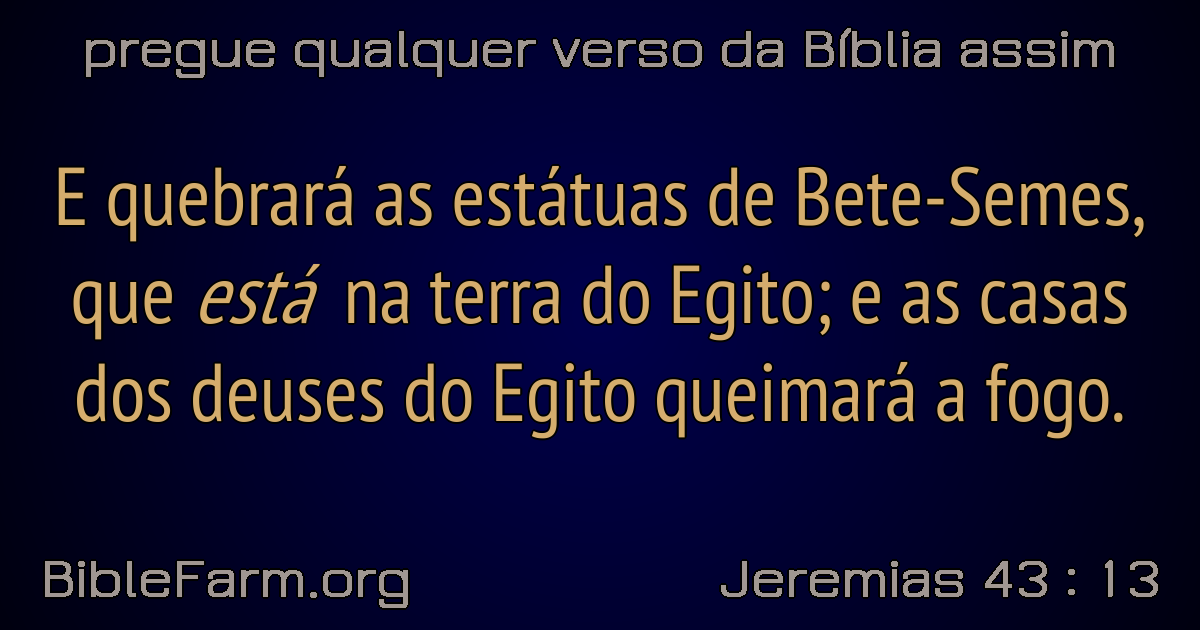 pregue qualquer verso da Bíblia assim
E quebrará as estátuas de Bete-Semes,
que está na terra do Egito; e as casas
dos deuses do Egito queimará a fogo.
BibleFarm.org
Jeremias 43 : 13